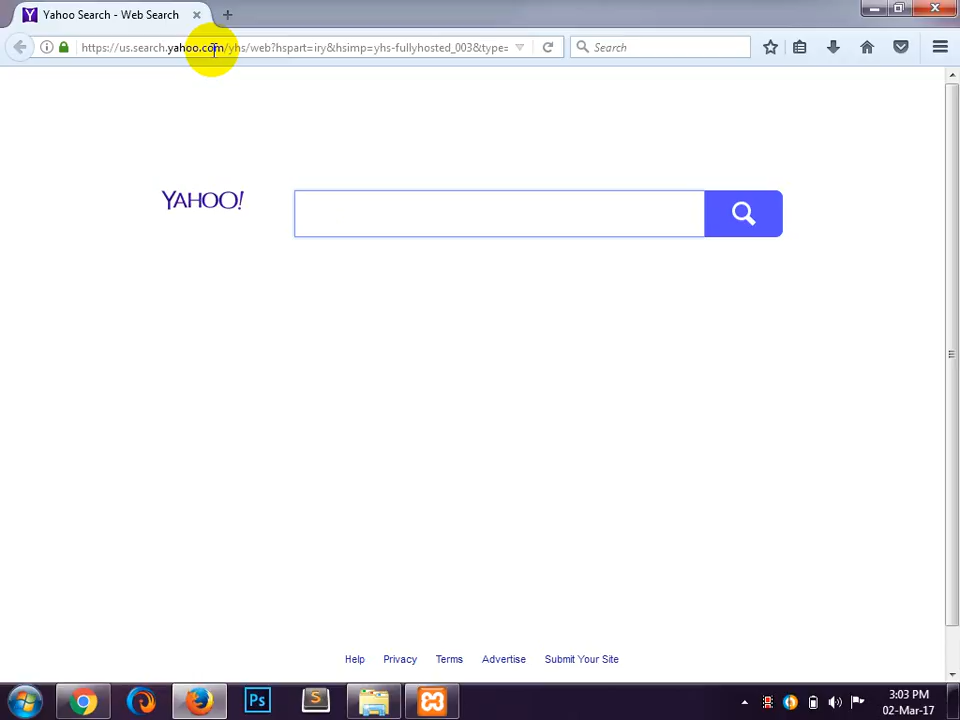 Yahoo Search - Web Search
https://us.search.yahoo.com/yhs/web?hspart=iry&hsimp=yhs-fullyhosted_003&type=
Search
YAHOO!
Help Privacy Terms Advertise Submit Your Site
Ps
S
3:03 PM
02-Mar-17